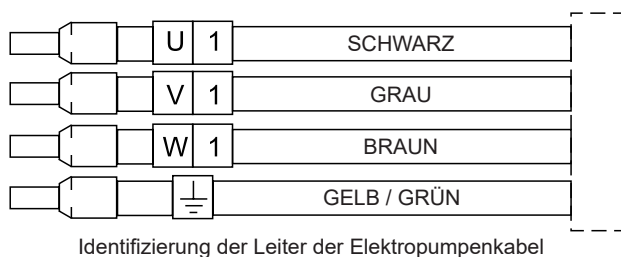 U 1 SCHWARZ
V 1 GRAU
W 1 BRAUN
GELB / GRÜN
Identifizierung der Leiter der Elektropumpenkabel